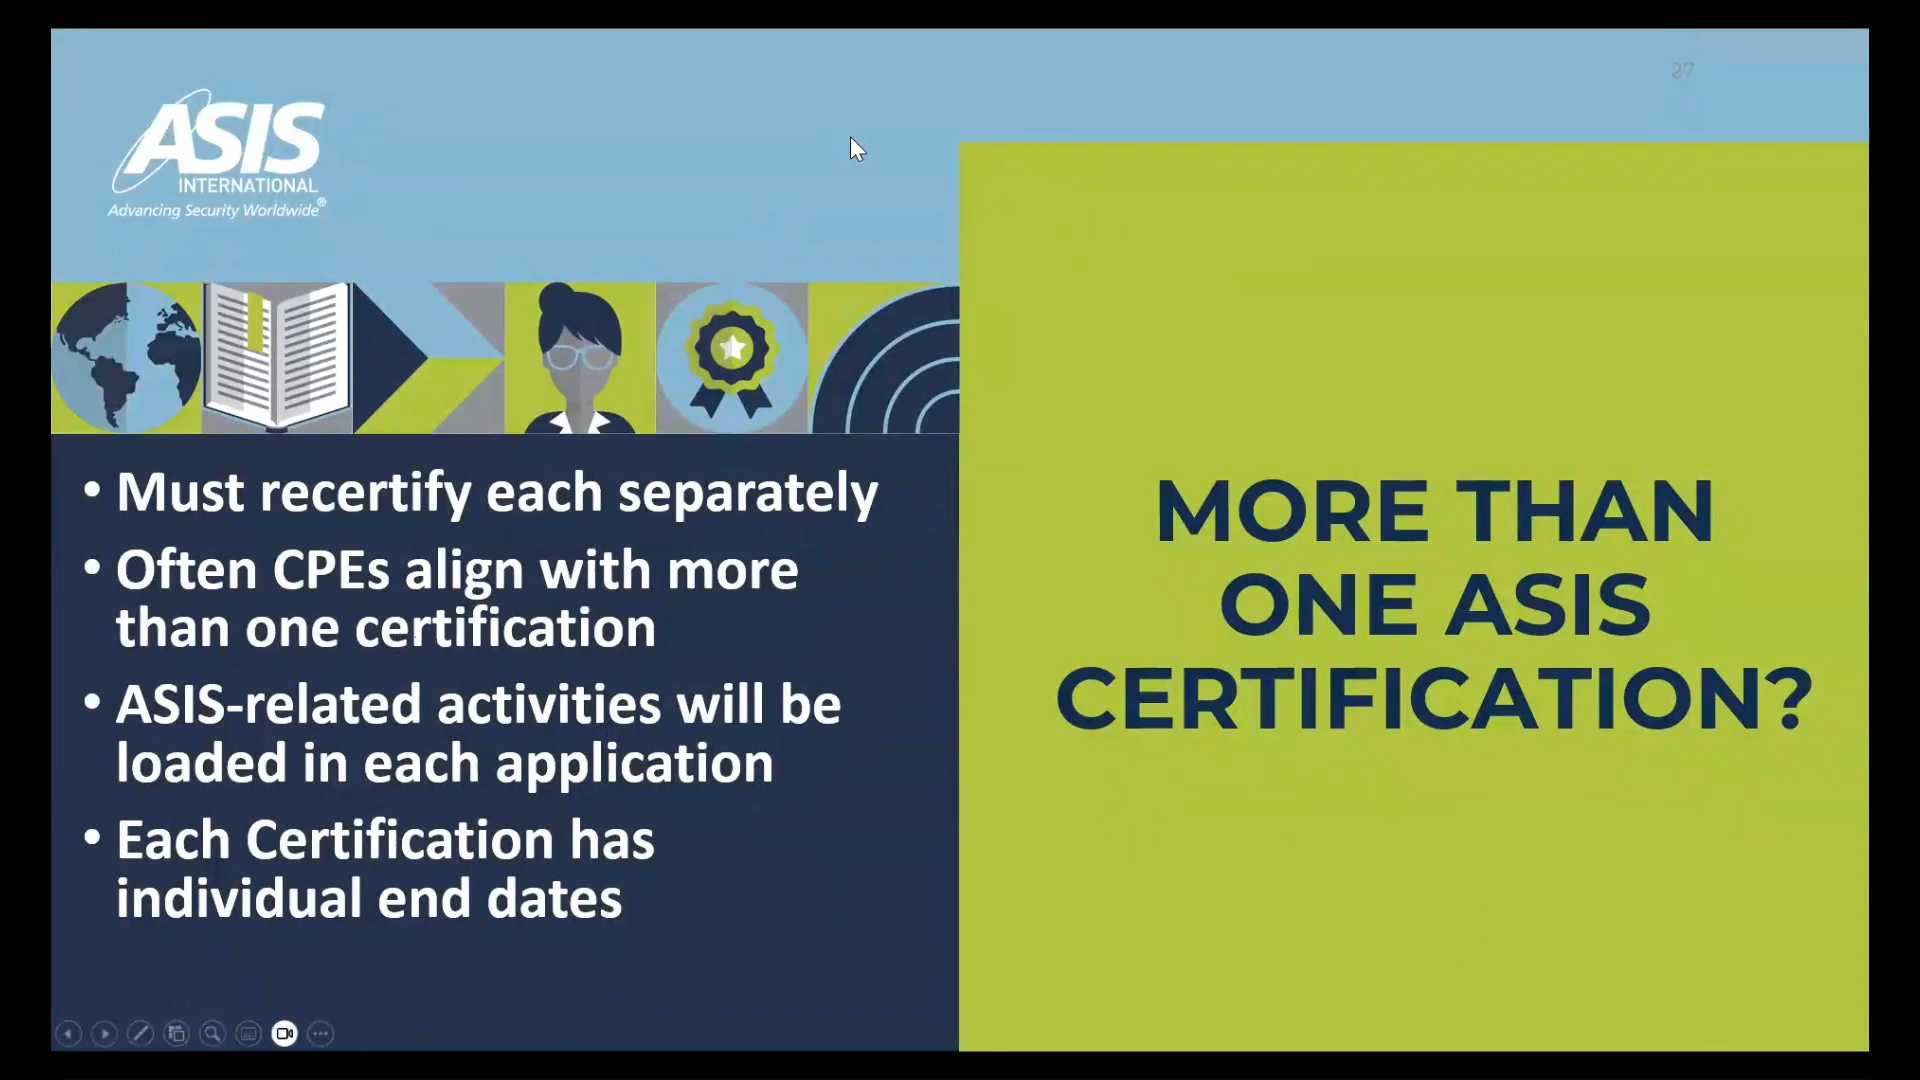 27
ASIS
INTERNATIONAL
Advancing Security Worldwide®
• Must recertify each separately
• Often CPEs align with more
than one certification
• ASIS-related activities will be
loaded in each application
• Each Certification has
individual end dates
MORE THAN
ONE ASIS
CERTIFICATION?